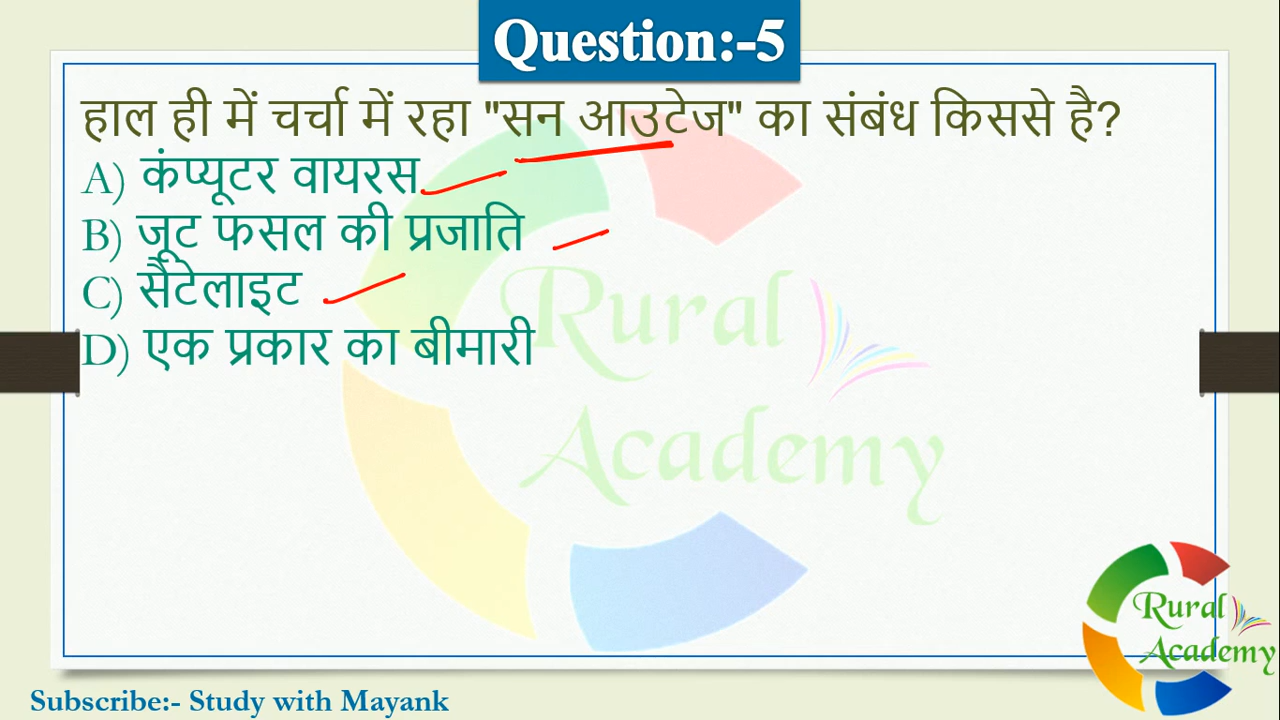 Question:-5
हाल ही में चर्चा में रहा "सन आउटेज" का संबंध किससे है?
A) कंप्यूटर वायरस
B) जूट फसल की प्रजाति
C) सैटेलाइट
D) एक प्रकार का बीमारी
Rural
Academy
Rural
Academy
Subscribe:- Study with Mayank